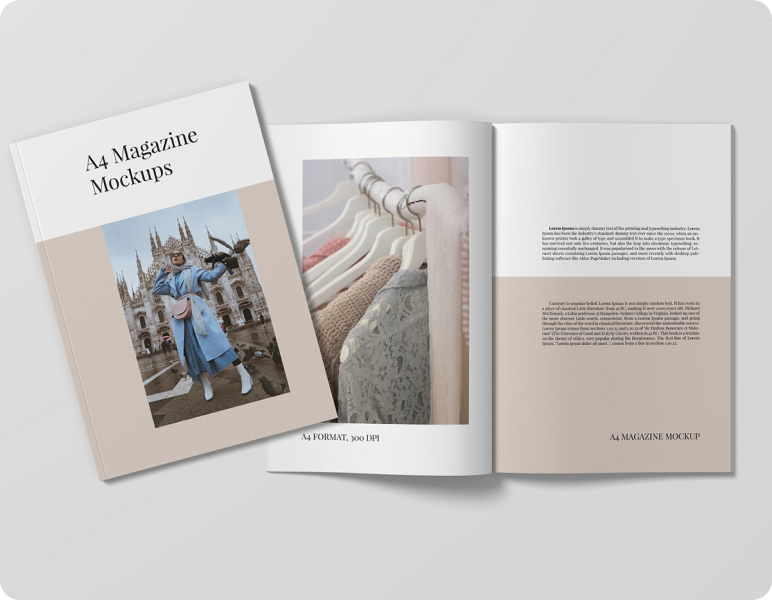 A4 Magazine
Mockups
A4 FORMAT, 300 DPI
Lorem Ipsum is simply dummy text of the printing and typesetting industry. Lorem
Ipsum has been the industry's standard dummy text ever since the 1500s, when an un-
known printer took a galley of type and scrambled it to make a type specimen book. It
has survived not only five centuries, but also the leap into electronic typesetting, re-
maining essentially unchanged. It was popularised in the 1960s with the release of Let-
raset sheets containing Lorem Ipsum passages, and more recently with desktop pub-
lishing software like Aldus PageMaker including versions of Lorem Ipsum.
Contrary to popular belief, Lorem Ipsum is not simply random text. It has roots in
a piece of classical Latin literature from 45 BC, making it over 2000 years old. Richard
McClintock, a Latin professor at Hampden-Sydney College in Virginia, looked up one of
the more obscure Latin words, consectetur, from a Lorem Ipsum passage, and going
through the cites of the word in classical literature, discovered the undoubtable source.
Lorem Ipsum comes from sections 1.10.32 and 1.10.33 of "de Finibus Bonorum et Malo-
rum" (The Extremes of Good and Evil) by Cicero, written in 45 BC. This book is a treatise
on the theory of ethics, very popular during the Renaissance. The first line of Lorem
Ipsum, "Lorem ipsum dolor sit amet..", comes from a line in section 1.10.32.
A4 MAGAZINE MOCKUP